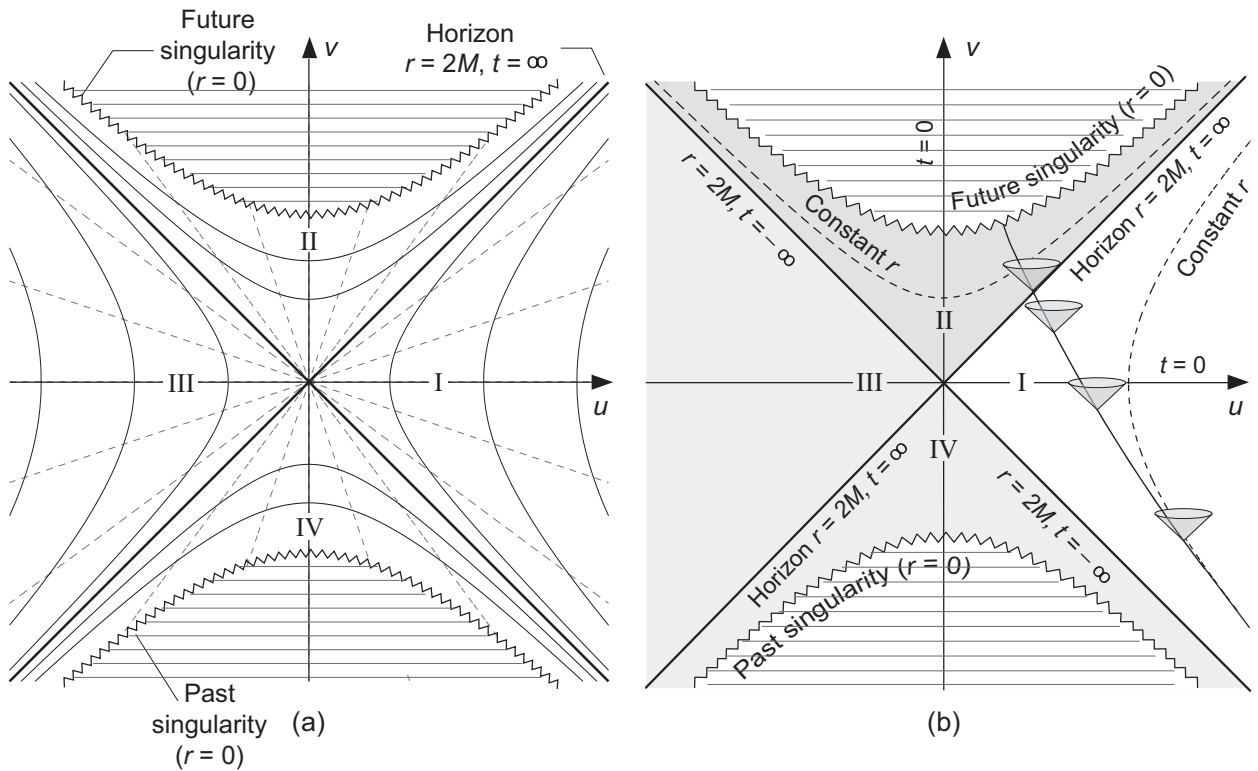 Future
singularity
(r = 0)
v
Horizon
r = 2M, t = ∞
II
III
I
u
IV
Past
singularity
(r = 0)
(a)
v
t = 0
Future singularity (r = 0)
r = 2M, t = – ∞
Constant r
Horizon r = 2M, t = ∞
Constant r
II
t = 0
III
I
u
IV
Horizon r = 2M, t = ∞
r = 2M, t = – ∞
Past singularity (r = 0)
(b)